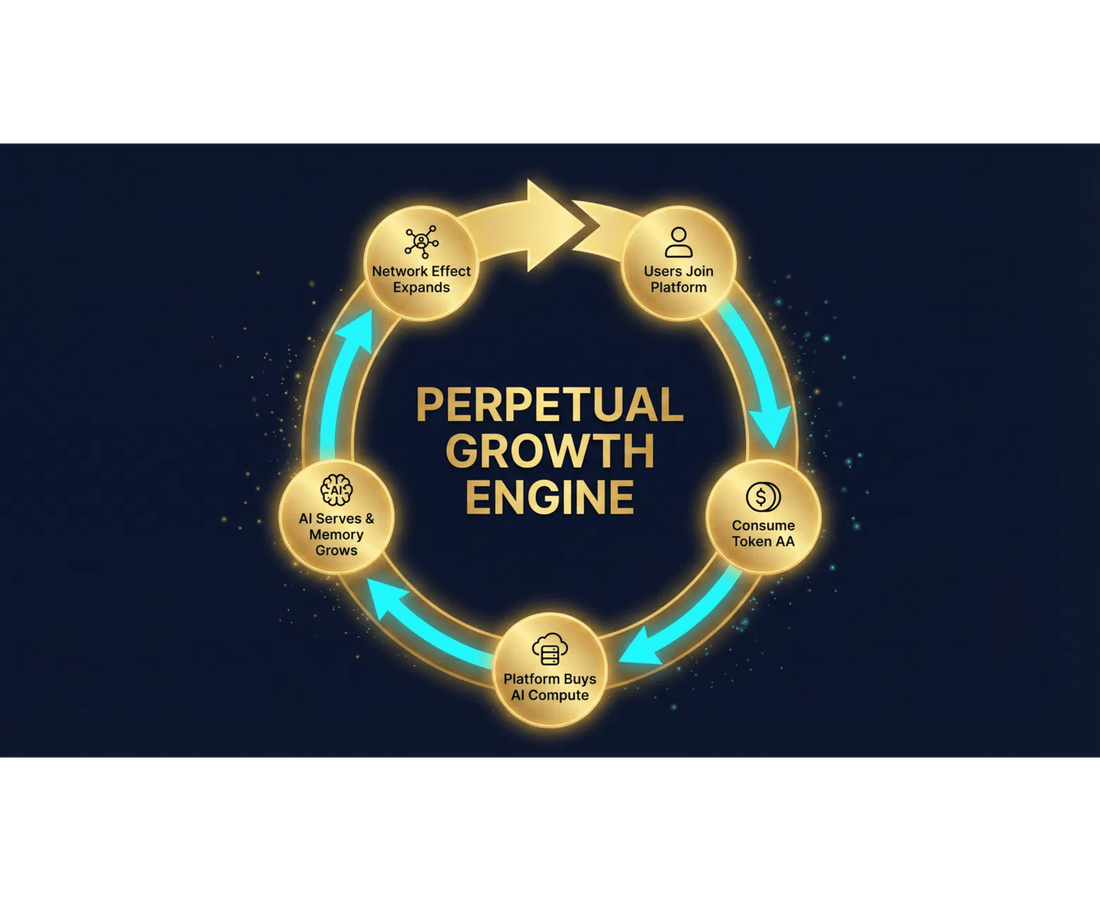 PERPETUAL
GROWTH
ENGINE
Users Join
Platform
Consume
Token AA
$
Platform Buys
AI Compute
AI
AI Serves &
Memory
Grows
Network Effect
Expands